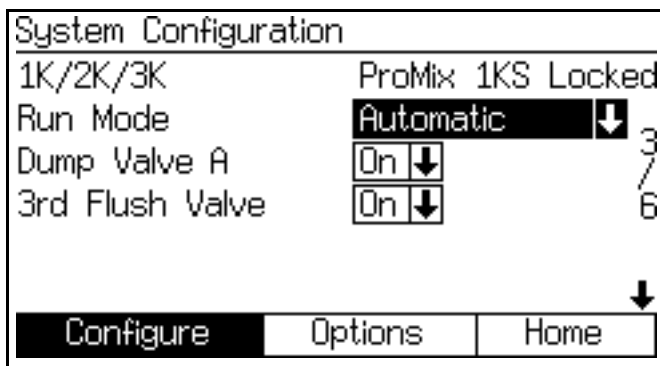 System Configuration
1K/2K/3K ProMix 1KS Locked
Run Mode Automatic
Dump Valve A On
3rd Flush Valve On
3/6
Configure Options Home